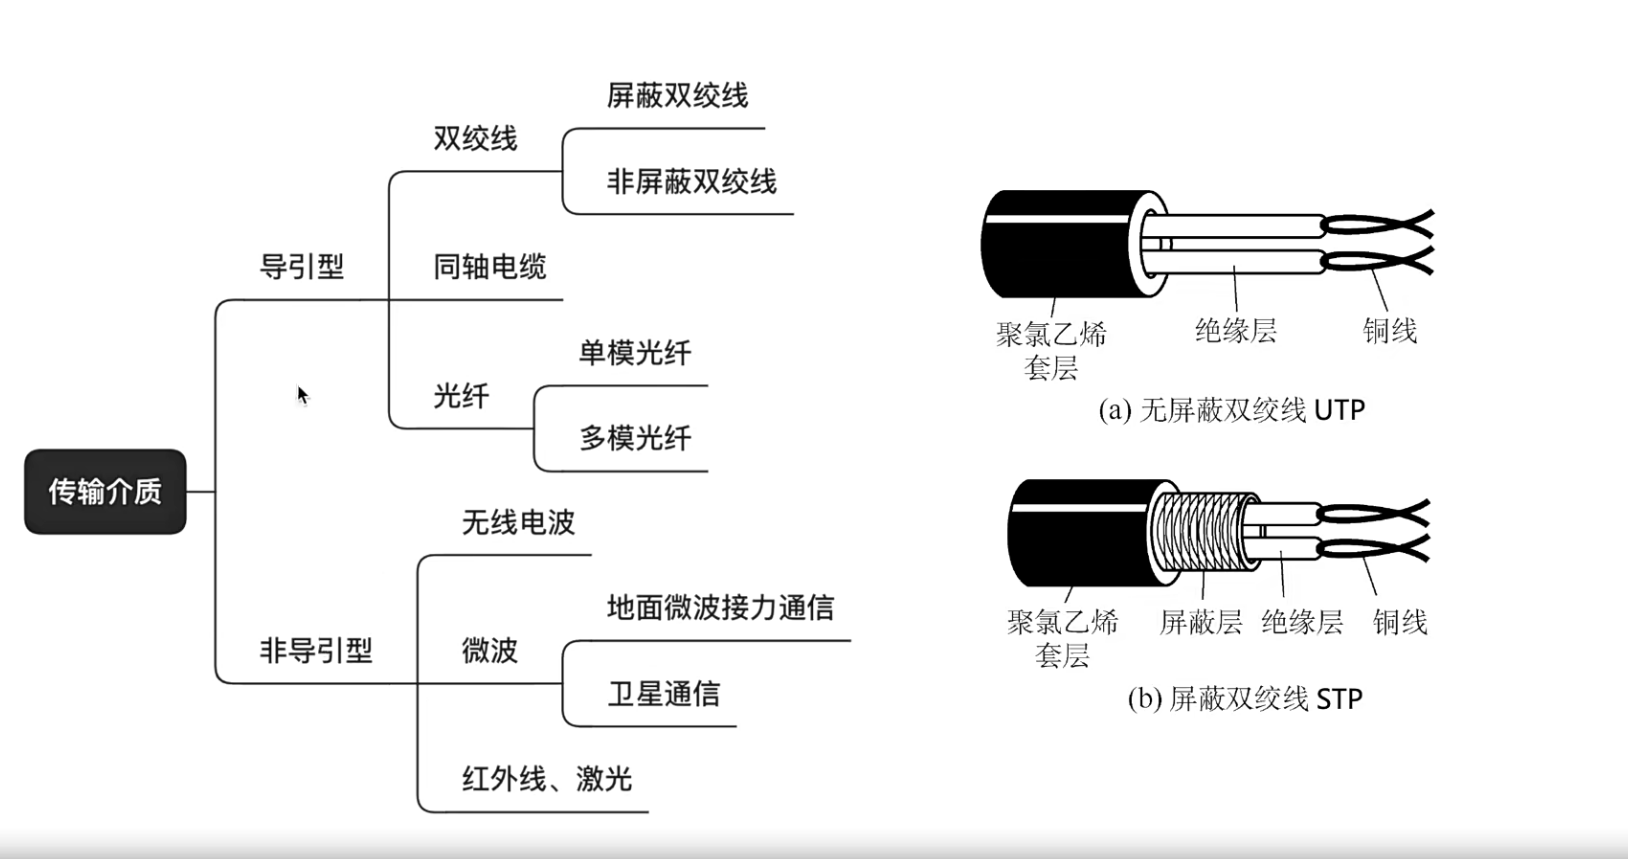 传输介质
导引型
双绞线
屏蔽双绞线
非屏蔽双绞线
同轴电缆
光纤
单模光纤
多模光纤
非导引型
无线电波
微波
地面微波接力通信
卫星通信
红外线、激光
聚氯乙烯
套层
绝缘层
铜线
(a) 无屏蔽双绞线 UTP
聚氯乙烯
套层
屏蔽层
绝缘层
铜线
(b) 屏蔽双绞线 STP